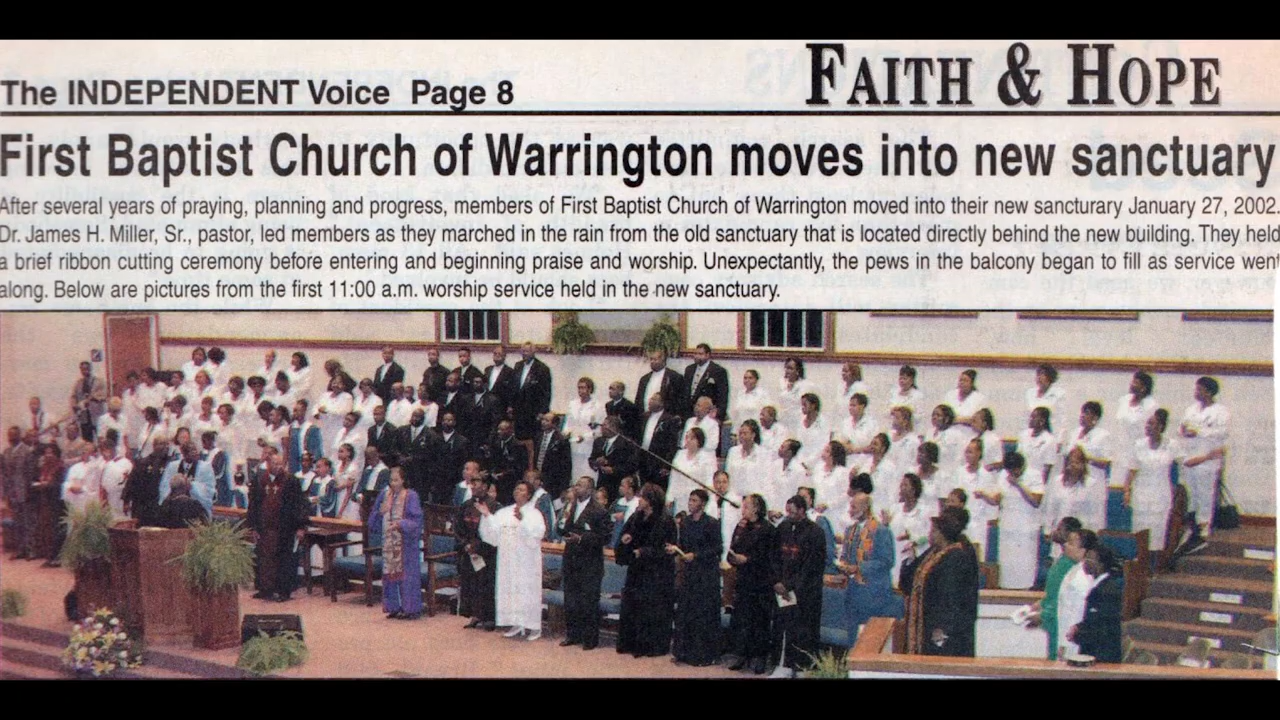 The INDEPENDENT Voice Page 8
FAITH & HOPE
First Baptist Church of Warrington moves into new sanctuary
After several years of praying, planning and progress, members of First Baptist Church of Warrington moved into their new sancturary January 27, 2002.
Dr. James H. Miller, Sr., pastor, led members as they marched in the rain from the old sanctuary that is located directly behind the new building. They held
a brief ribbon cutting ceremony before entering and beginning praise and worship. Unexpectantly, the pews in the balcony began to fill as service went
along. Below are pictures from the first 11:00 a.m. worship service held in the new sanctuary.